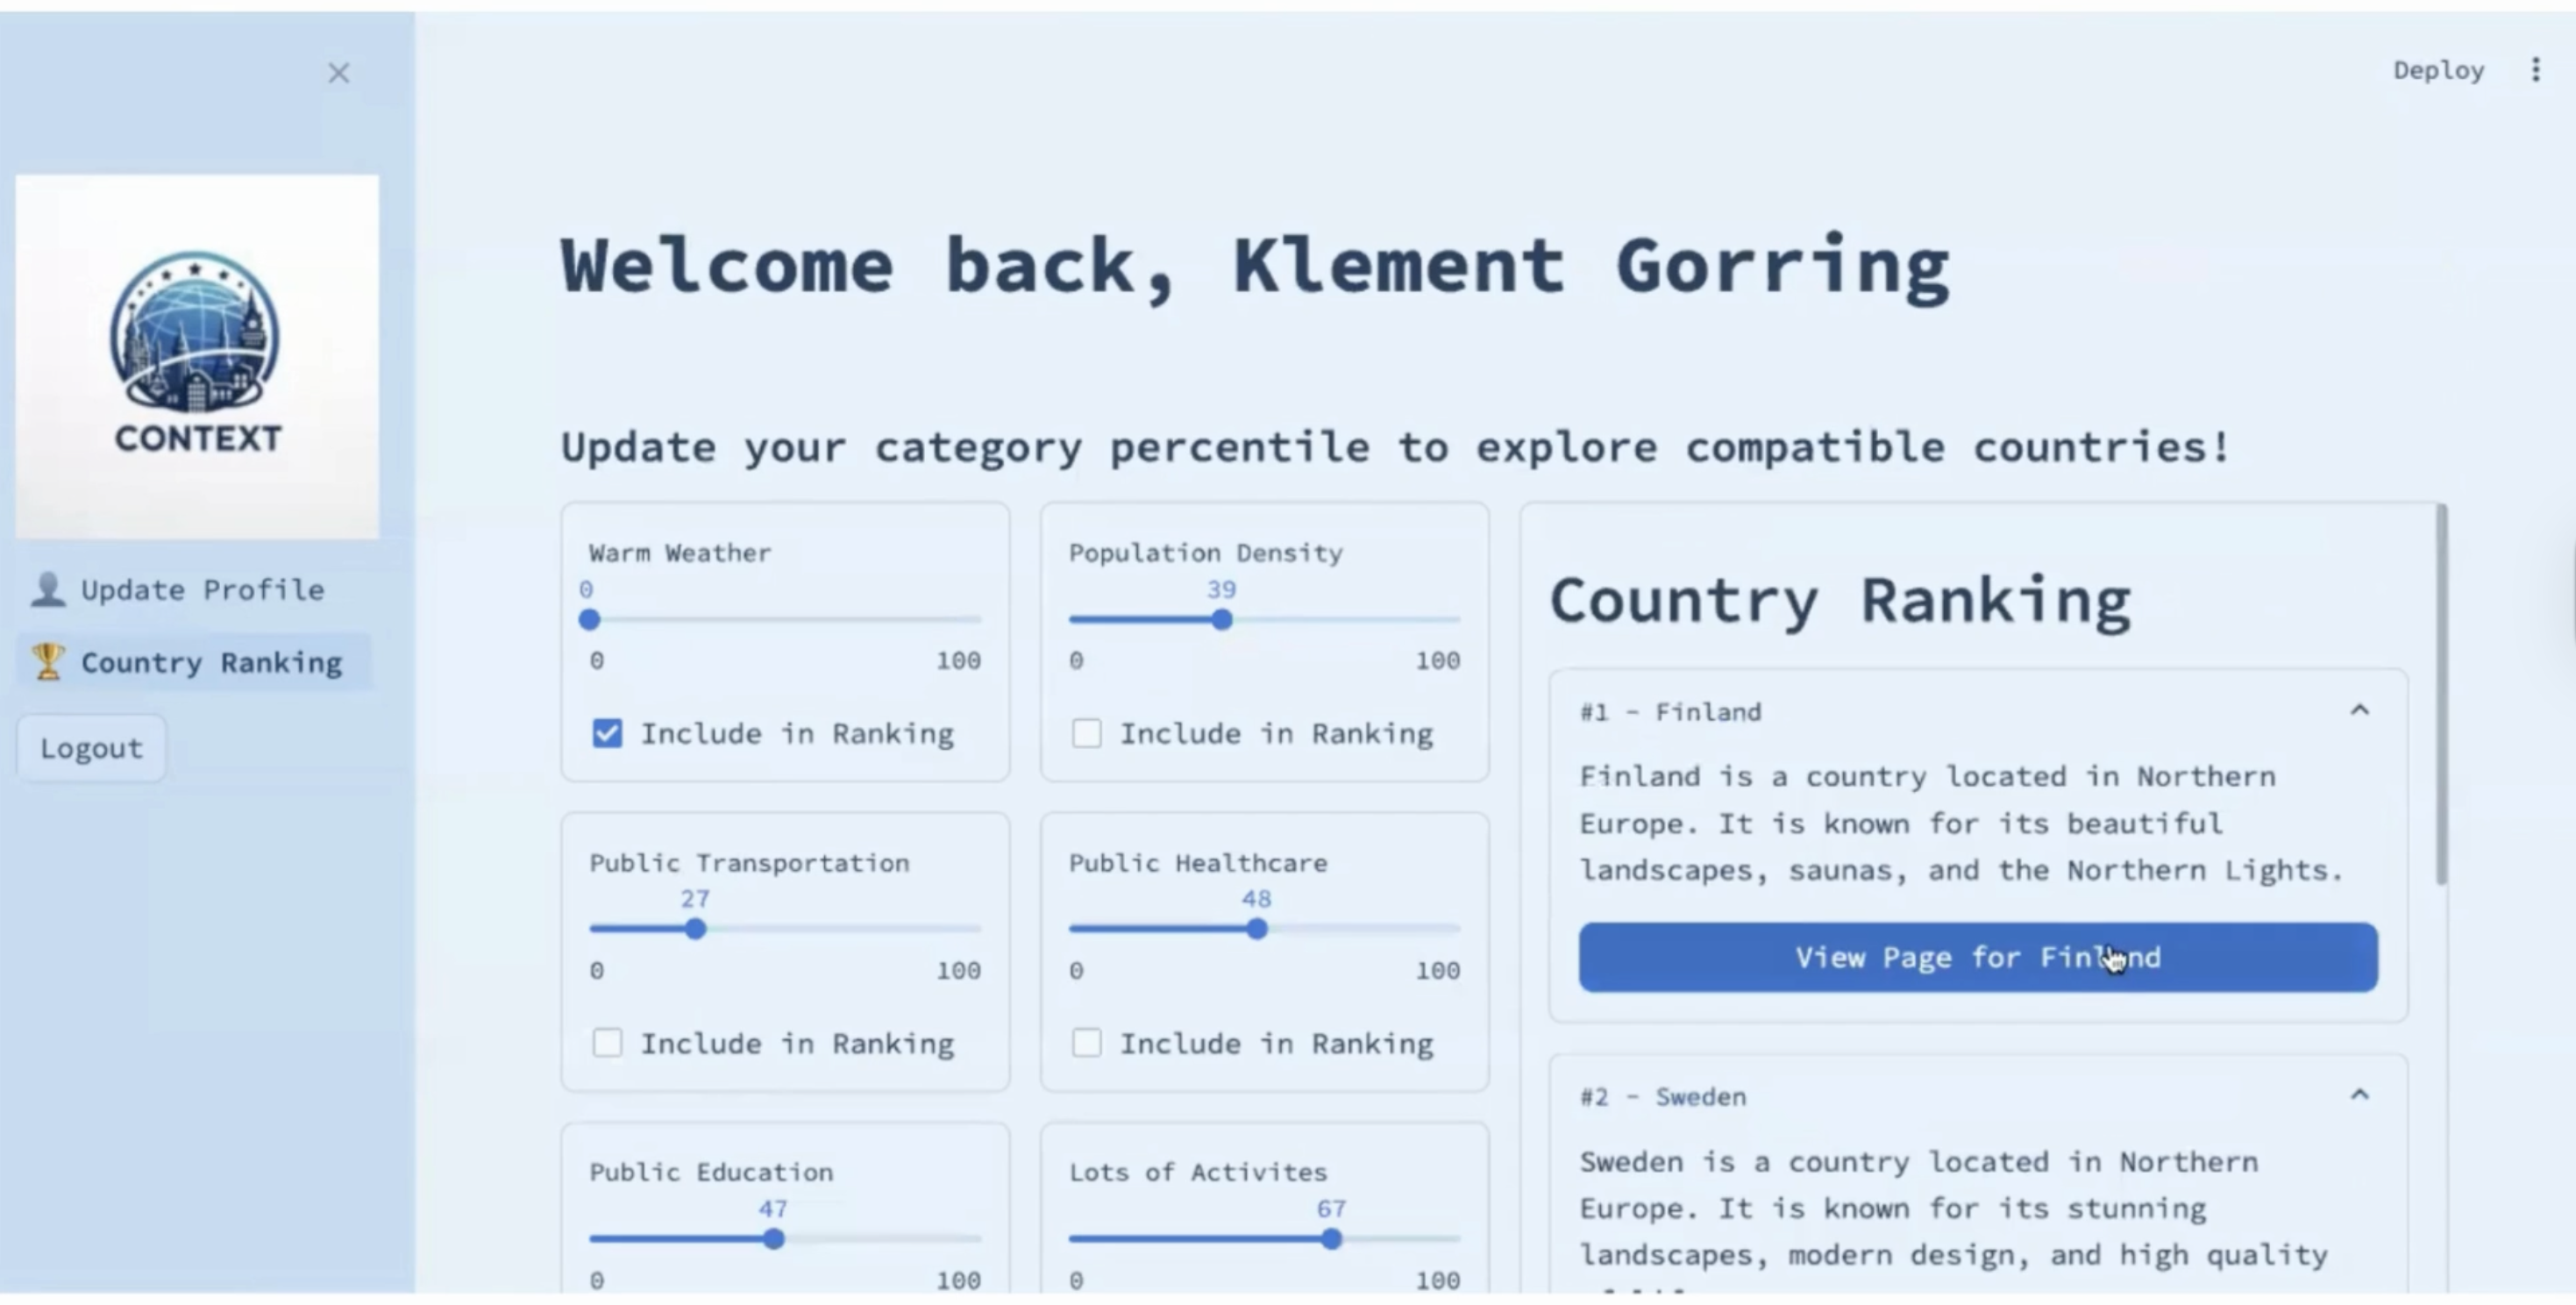 Deploy
CONTEXT
Update Profile
Country Ranking
Logout
Welcome back, Klement Gorring
Update your category percentile to explore compatible countries!
Warm Weather
0
0 100
Include in Ranking
Population Density
39
0 100
Include in Ranking
Public Transportation
27
0 100
Include in Ranking
Public Healthcare
48
0 100
Include in Ranking
Public Education
47
0 100
Lots of Activites
67
0 100
Country Ranking
#1 - Finland
Finland is a country located in Northern
Europe. It is known for its beautiful
landscapes, saunas, and the Northern Lights.
View Page for Finland
#2 - Sweden
Sweden is a country located in Northern
Europe. It is known for its stunning
landscapes, modern design, and high quality